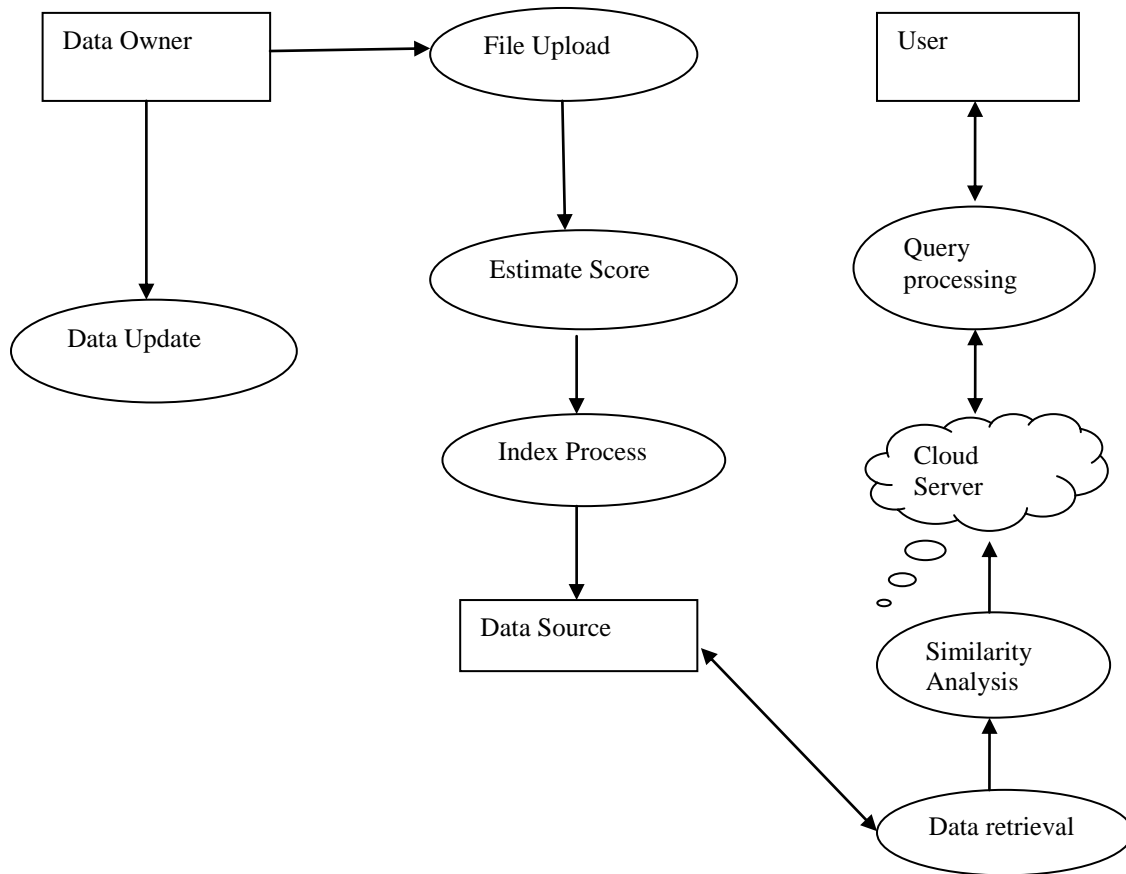 Data Owner
File Upload
User
Estimate Score
Query
processing
Data Update
Index Process
Cloud
Server
Data Source
Similarity
Analysis
Data retrieval